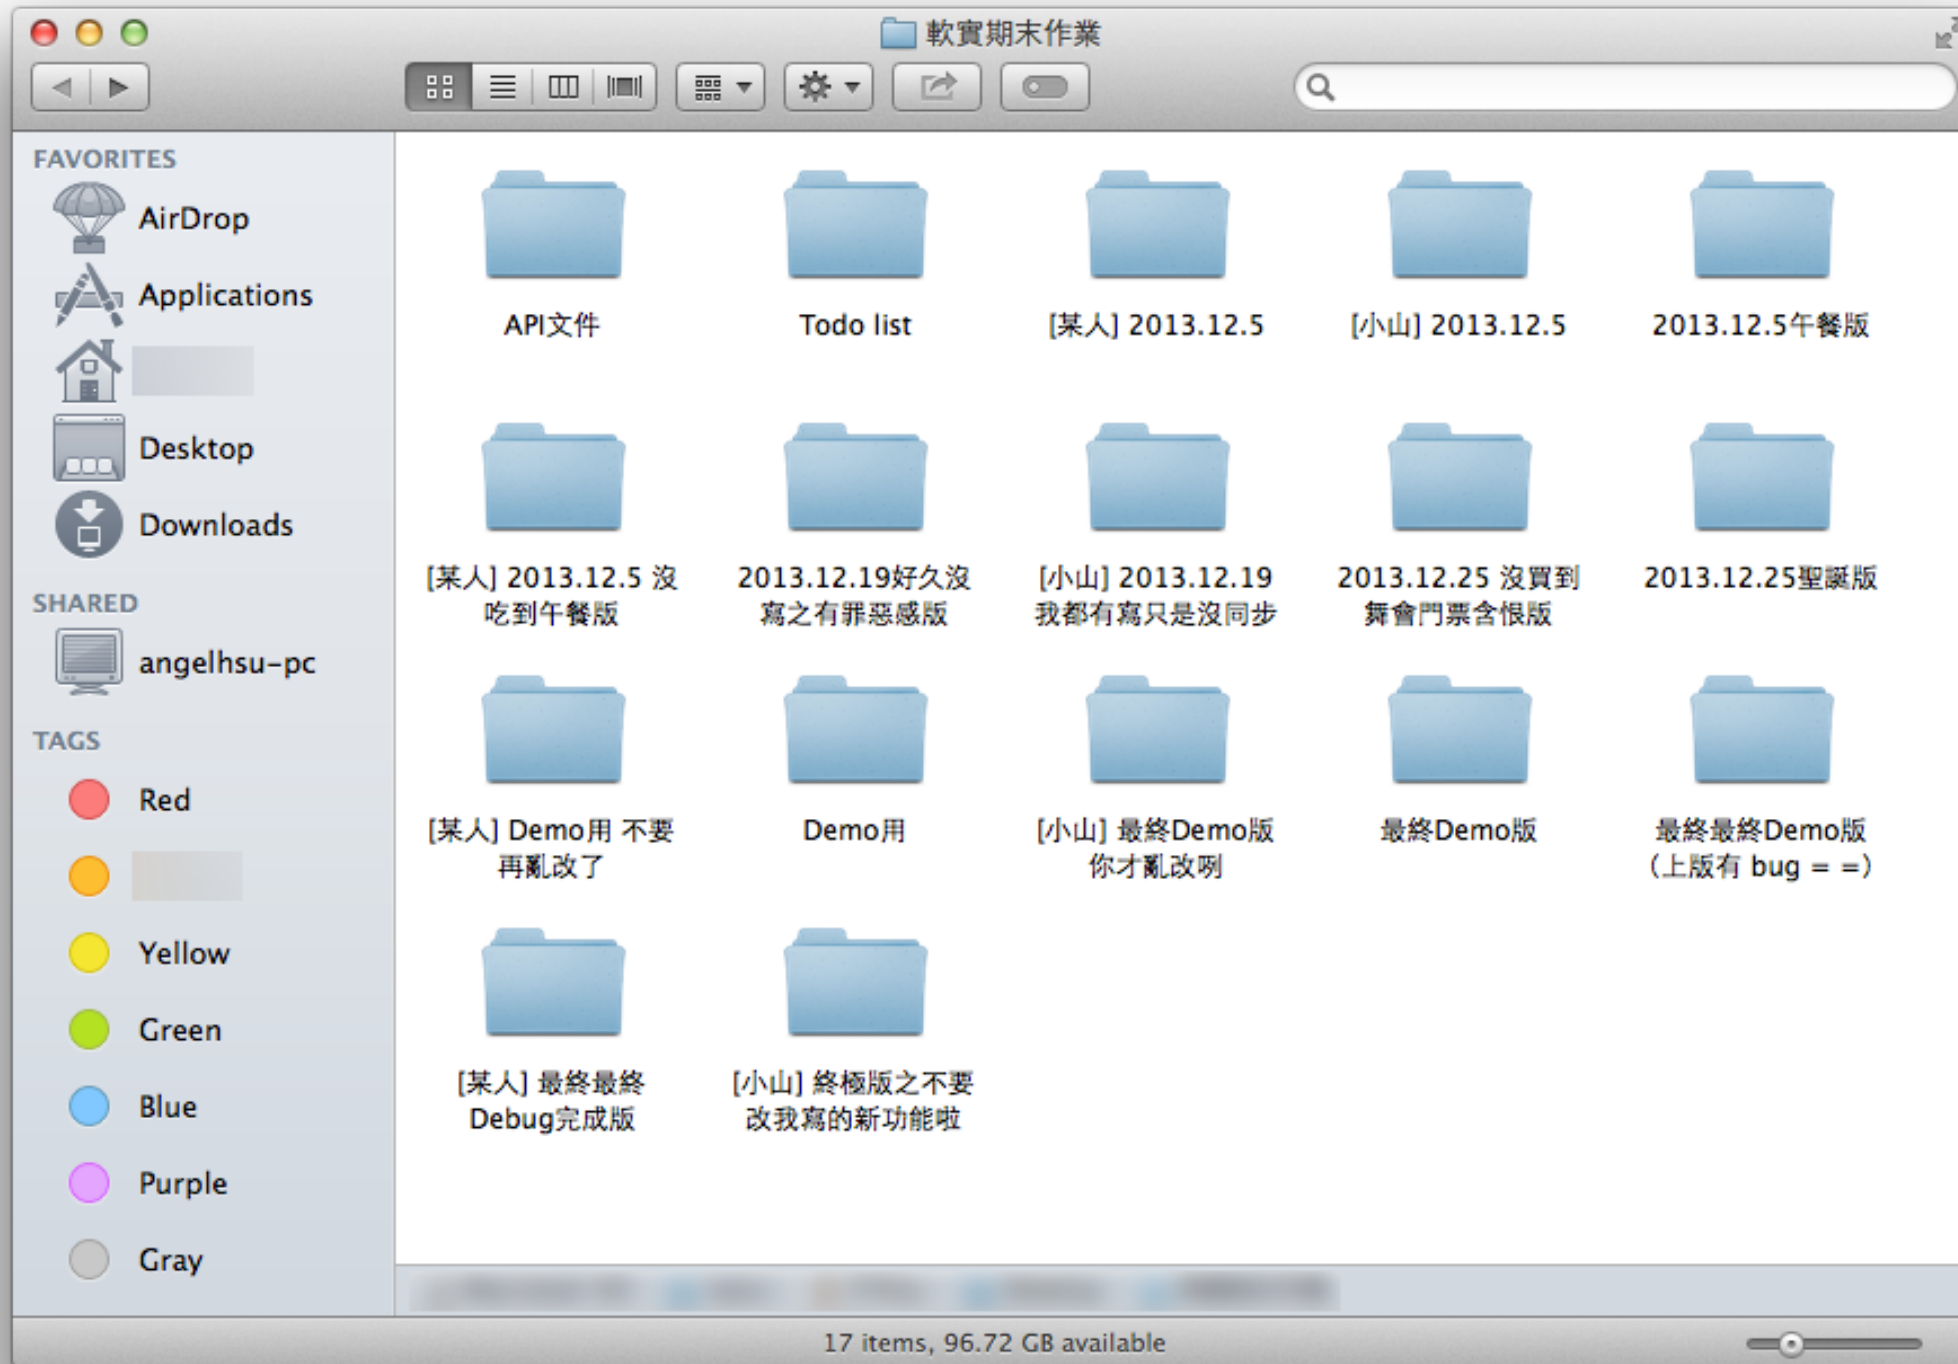 軟實期末作業
FAVORITES
AirDrop
Applications
Desktop
Downloads
SHARED
angelhsu-pc
TAGS
Red
Yellow
Green
Blue
Purple
Gray
API文件
Todo list
[某人] 2013.12.5
[小山] 2013.12.5
2013.12.5午餐版
[某人] 2013.12.5 沒
吃到午餐版
2013.12.19好久沒
寫之有罪惡感版
[小山] 2013.12.19
我都有寫只是沒同步
2013.12.25 沒買到
舞會門票含恨版
2013.12.25聖誕版
[某人] Demo用 不要
再亂改了
Demo用
[小山] 最終Demo版
你才亂改咧
最終Demo版
最終最終Demo版
（上版有 bug = =）
[某人] 最終最終
Debug完成版
[小山] 終極版之不要
改我寫的新功能啦
17 items, 96.72 GB available